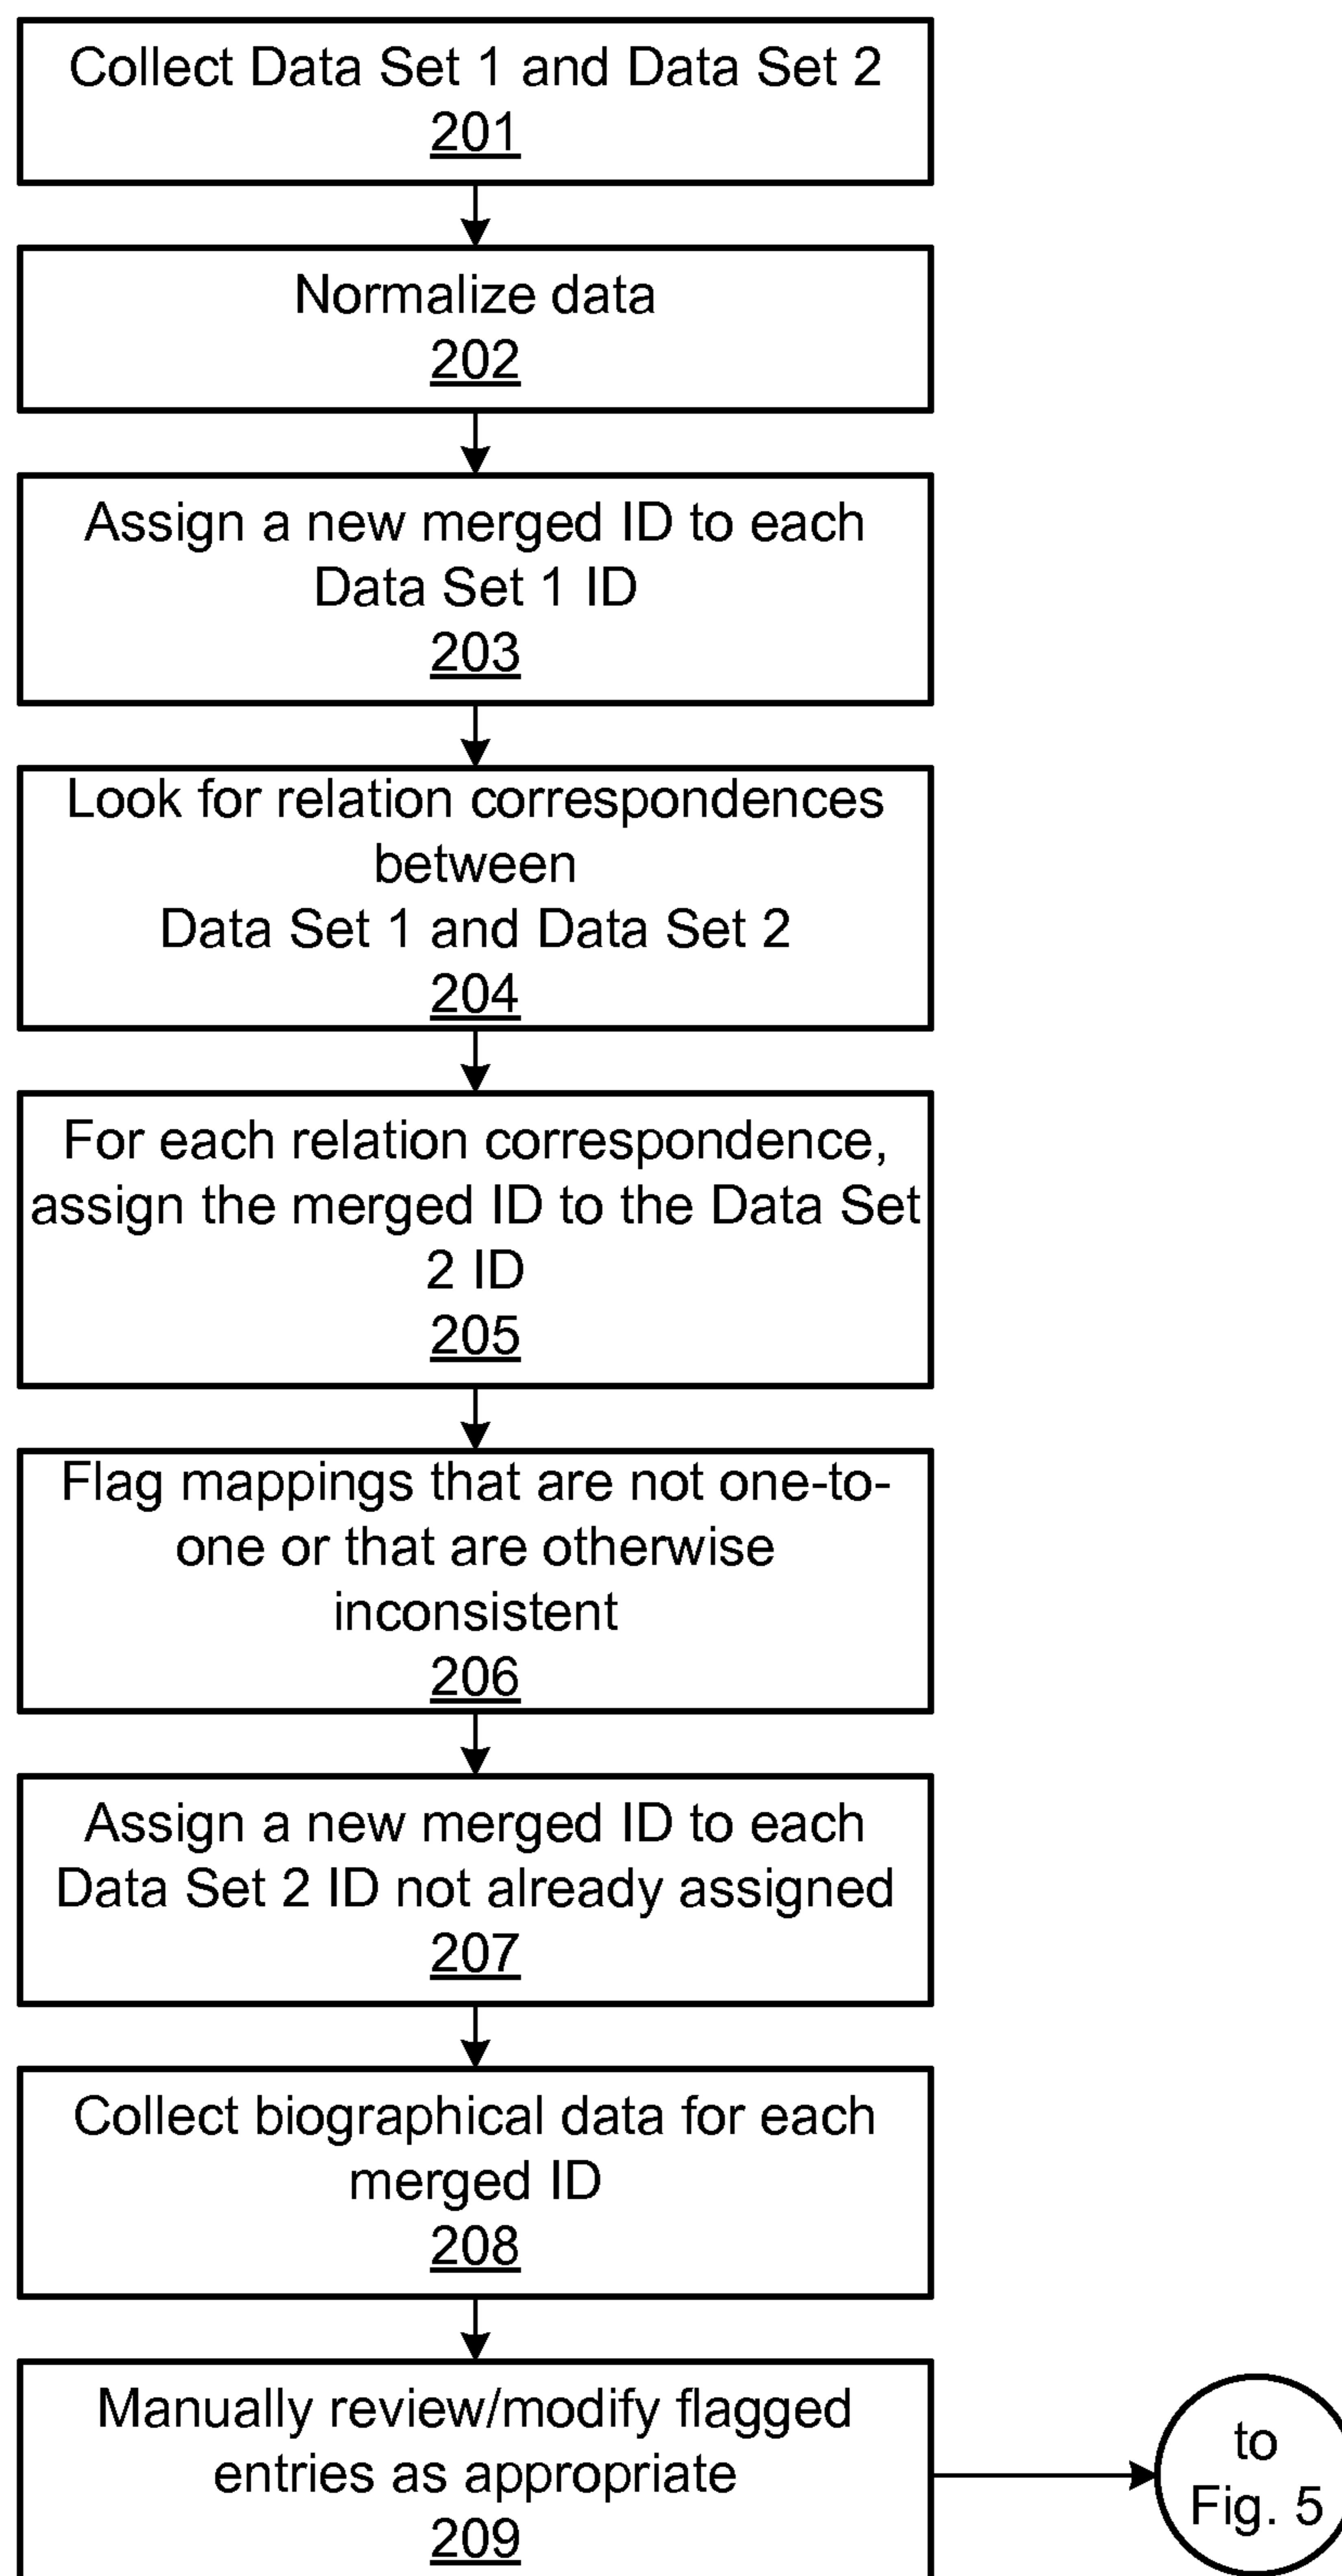 Collect Data Set 1 and Data Set 2
201
Normalize data
202
Assign a new merged ID to each
Data Set 1 ID
203
Look for relation correspondences
between
Data Set 1 and Data Set 2
204
For each relation correspondence,
assign the merged ID to the Data Set
2 ID
205
Flag mappings that are not one-to-
one or that are otherwise
inconsistent
206
Assign a new merged ID to each
Data Set 2 ID not already assigned
207
Collect biographical data for each
merged ID
208
Manually review/modify flagged
entries as appropriate
209
to
Fig. 5